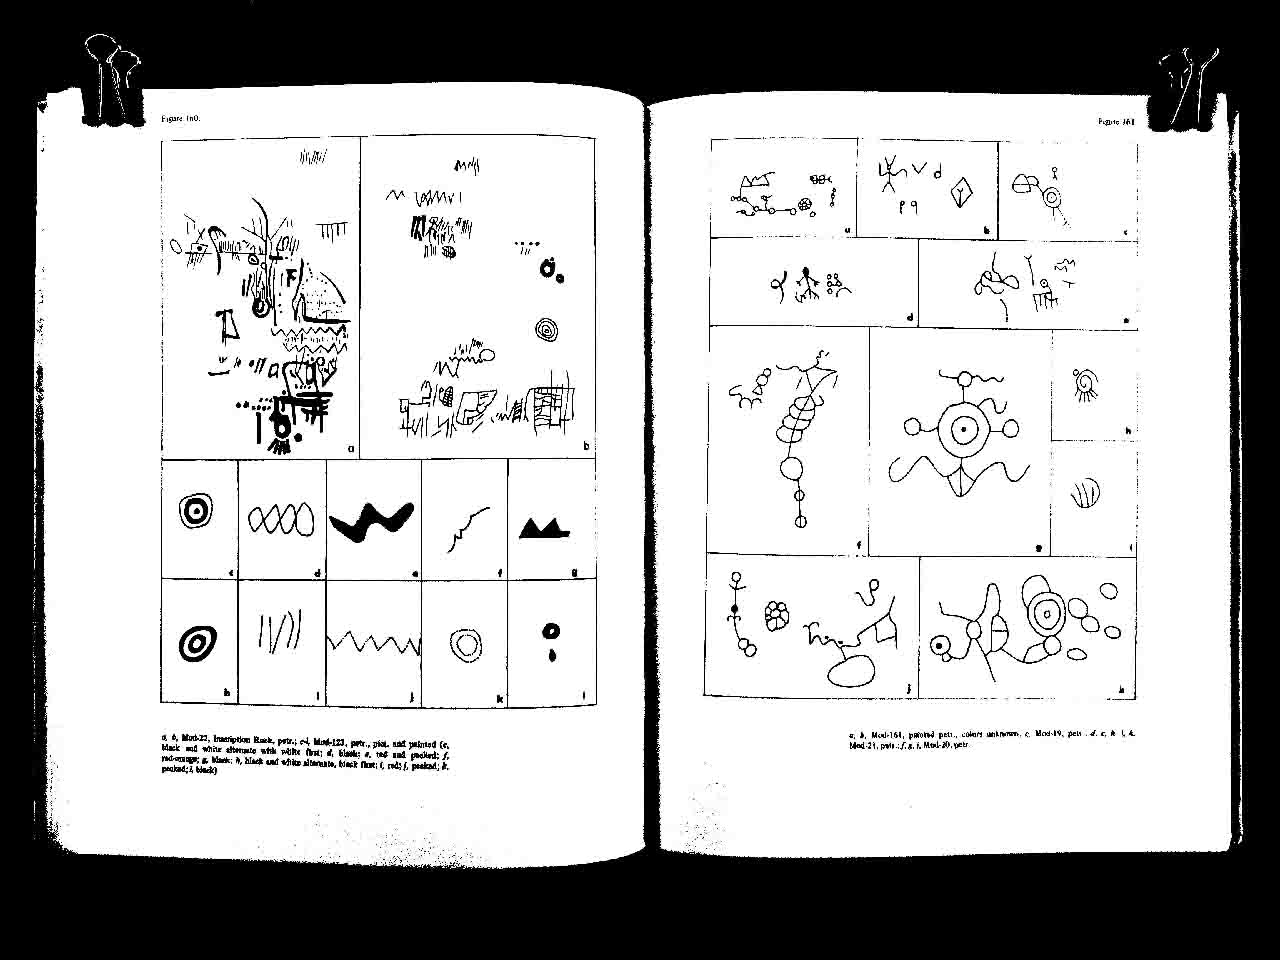 Figure 160.
a
b
c
d
e
f
g
h
i
j
k
l
a, b, Mod-22, Inscription Rock, petr.; c-l, Mod-123, petr., pict. and painted (c,
black and white alternate with white first; d, black; e, red and pecked; f,
red-orange; g, black; h, black and white alternate, black first; i, red; j, pecked; k,
pecked; l, black)
Figure 161
a
b
c
d
e
f
g
h
i
j
k
a, b, Mod-161, painted petr., colors unknown, c, Mod-19, petr.. d, e, h, i, k,
Mod-21, petr.; f, g, j, Mod-20, petr.